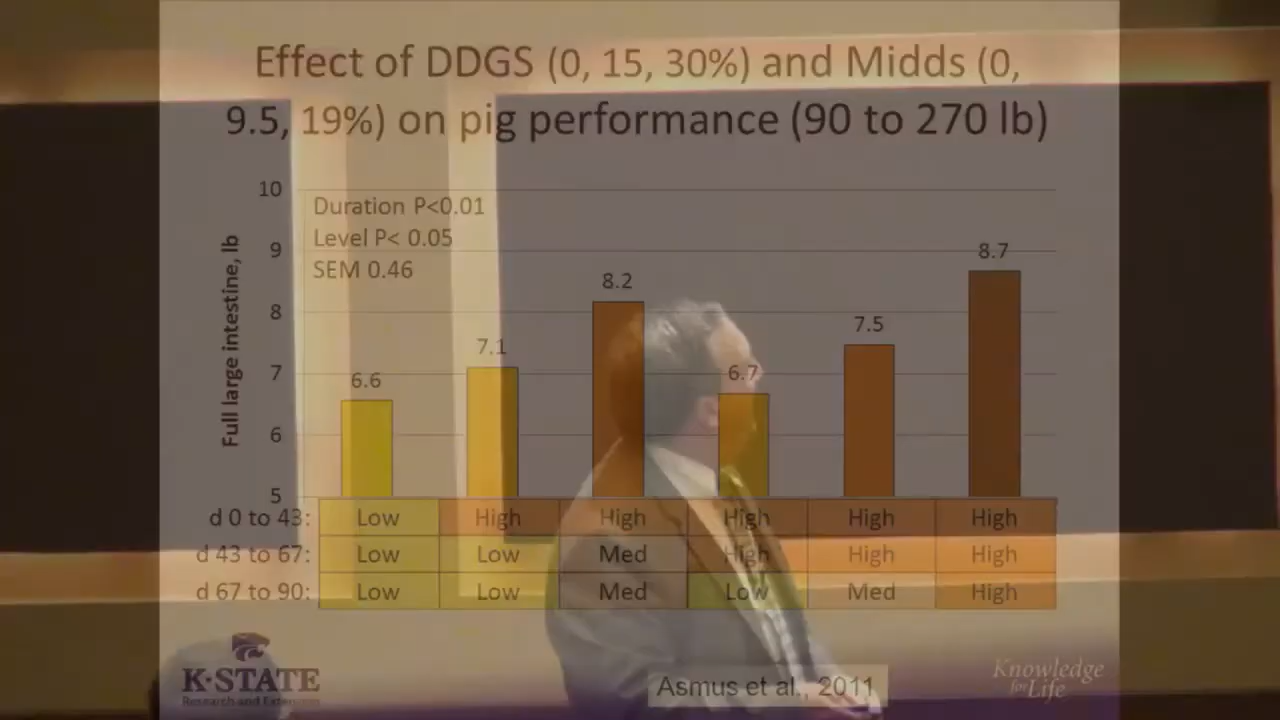 Effect of DDGS (0, 15, 30%) and Midds (0,
9.5, 19%) on pig performance (90 to 270 lb)
Full large intestine, lb
10
9
8
7
6
5
Duration P<0.01
Level P< 0.05
SEM 0.46
6.6
7.1
8.2
6.7
7.5
8.7
d 0 to 43: Low High High High High High
d 43 to 67: Low Low Med High High High
d 67 to 90: Low Low Med Low Med High
K-STATE
Research and Extension
Asmus et al., 2011
Knowledge
for Life